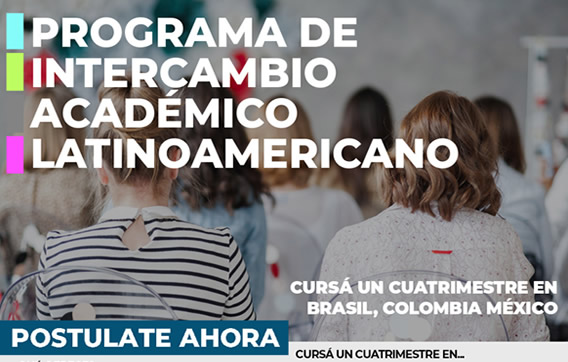 PROGRAMA DE
INTERCAMBIO
ACADÉMICO
LATINOAMERICANO
CURSÁ UN CUATRIMESTRE EN
BRASIL, COLOMBIA MÉXICO
POSTULATE AHORA
CURSÁ UN CUATRIMESTRE EN...